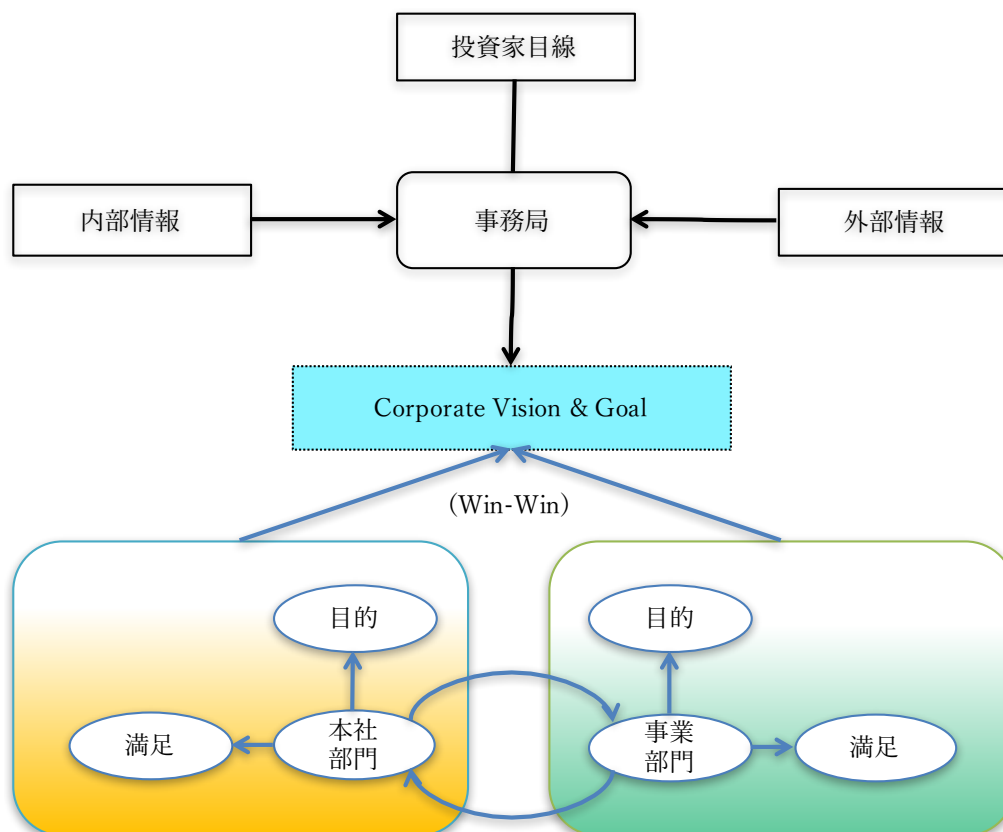 投資家目線
内部情報
事務局
外部情報
Corporate Vision & Goal
(Win-Win)
目的
目的
満足
本社
部門
事業
部門
満足